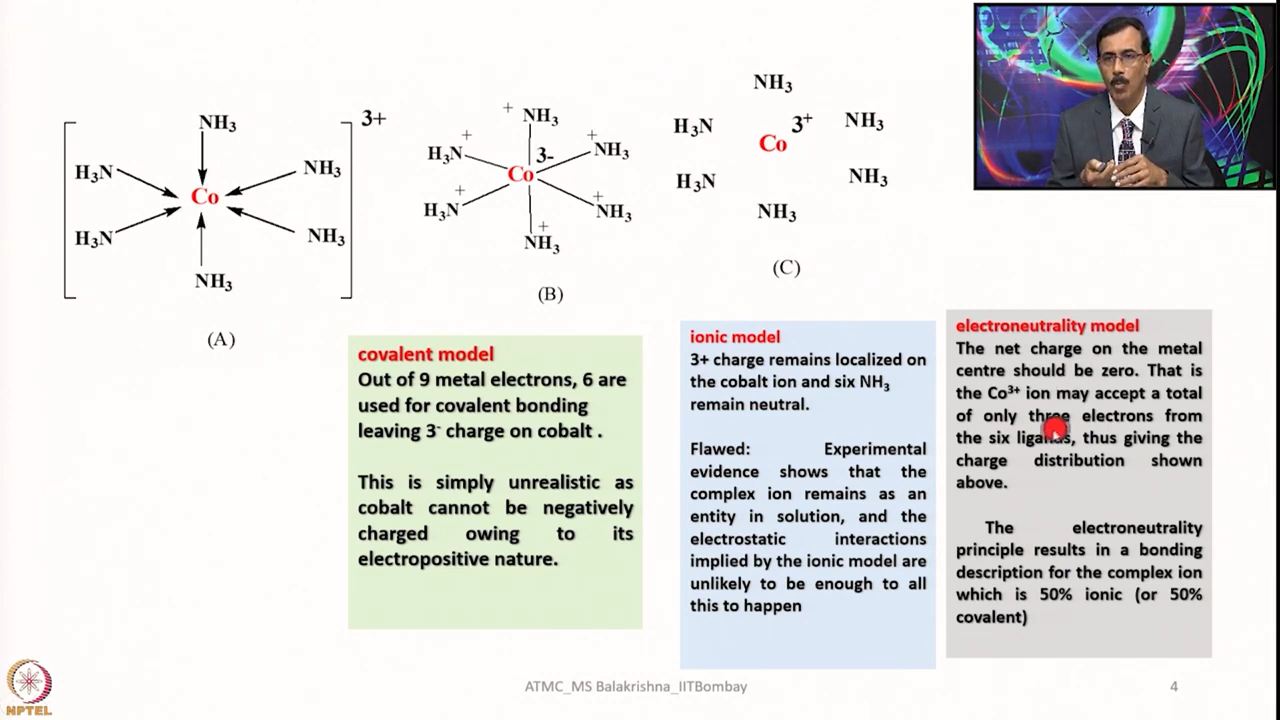 NH3
H3N
NH3
Co
H3N
NH3
NH3
3+
(A)
+
NH3
+
H3N
+
NH3
3-
Co
+
H3N
+
NH3
+
NH3
(B)
NH3
H3N
3+
NH3
Co
H3N
NH3
NH3
(C)
covalent model
Out of 9 metal electrons, 6 are
used for covalent bonding
leaving 3- charge on cobalt .
This is simply unrealistic as
cobalt cannot be negatively
charged owing to its
electropositive nature.
ionic model
3+ charge remains localized on
the cobalt ion and six NH3
remain neutral.
Flawed: Experimental
evidence shows that the
complex ion remains as an
entity in solution, and the
electrostatic interactions
implied by the ionic model are
unlikely to be enough to all
this to happen
electroneutrality model
The net charge on the metal
centre should be zero. That is
the Co3+ ion may accept a total
of only three electrons from
the six ligands, thus giving the
charge distribution shown
above.
The electroneutrality
principle results in a bonding
description for the complex ion
which is 50% ionic (or 50%
covalent)
NPTEL
ATMC_MS Balakrishna_IITBombay
4